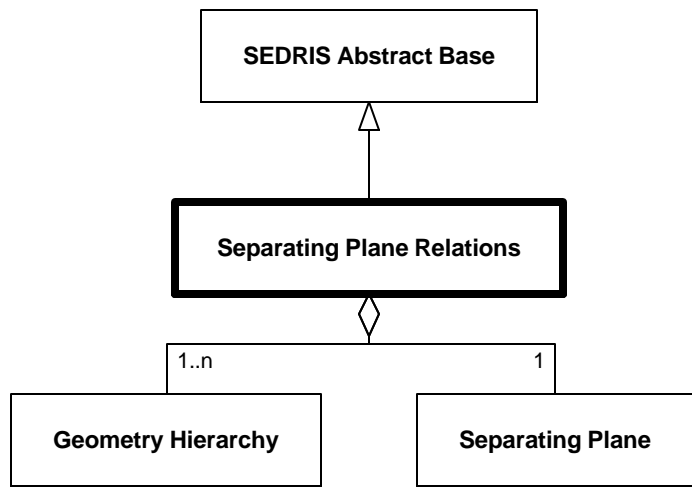 SEDRIS Abstract Base
Separating Plane Relations
1..n
1
Geometry Hierarchy
Separating Plane